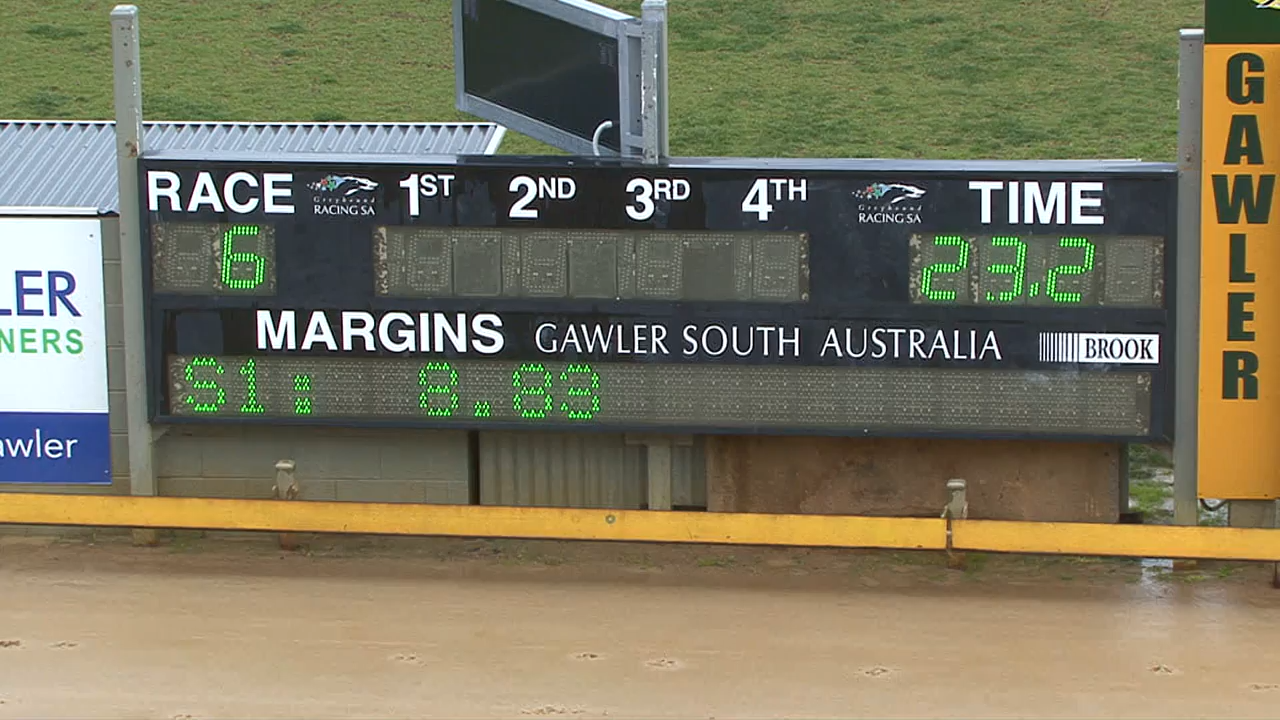 RACE Greyhound RACING SA 1ST 2ND 3RD 4TH Greyhound RACING SA TIME
6 23.2
MARGINS GAWLER SOUTH AUSTRALIA BROOK
S1: 8.83
LER
NERS
awler
GAWLER